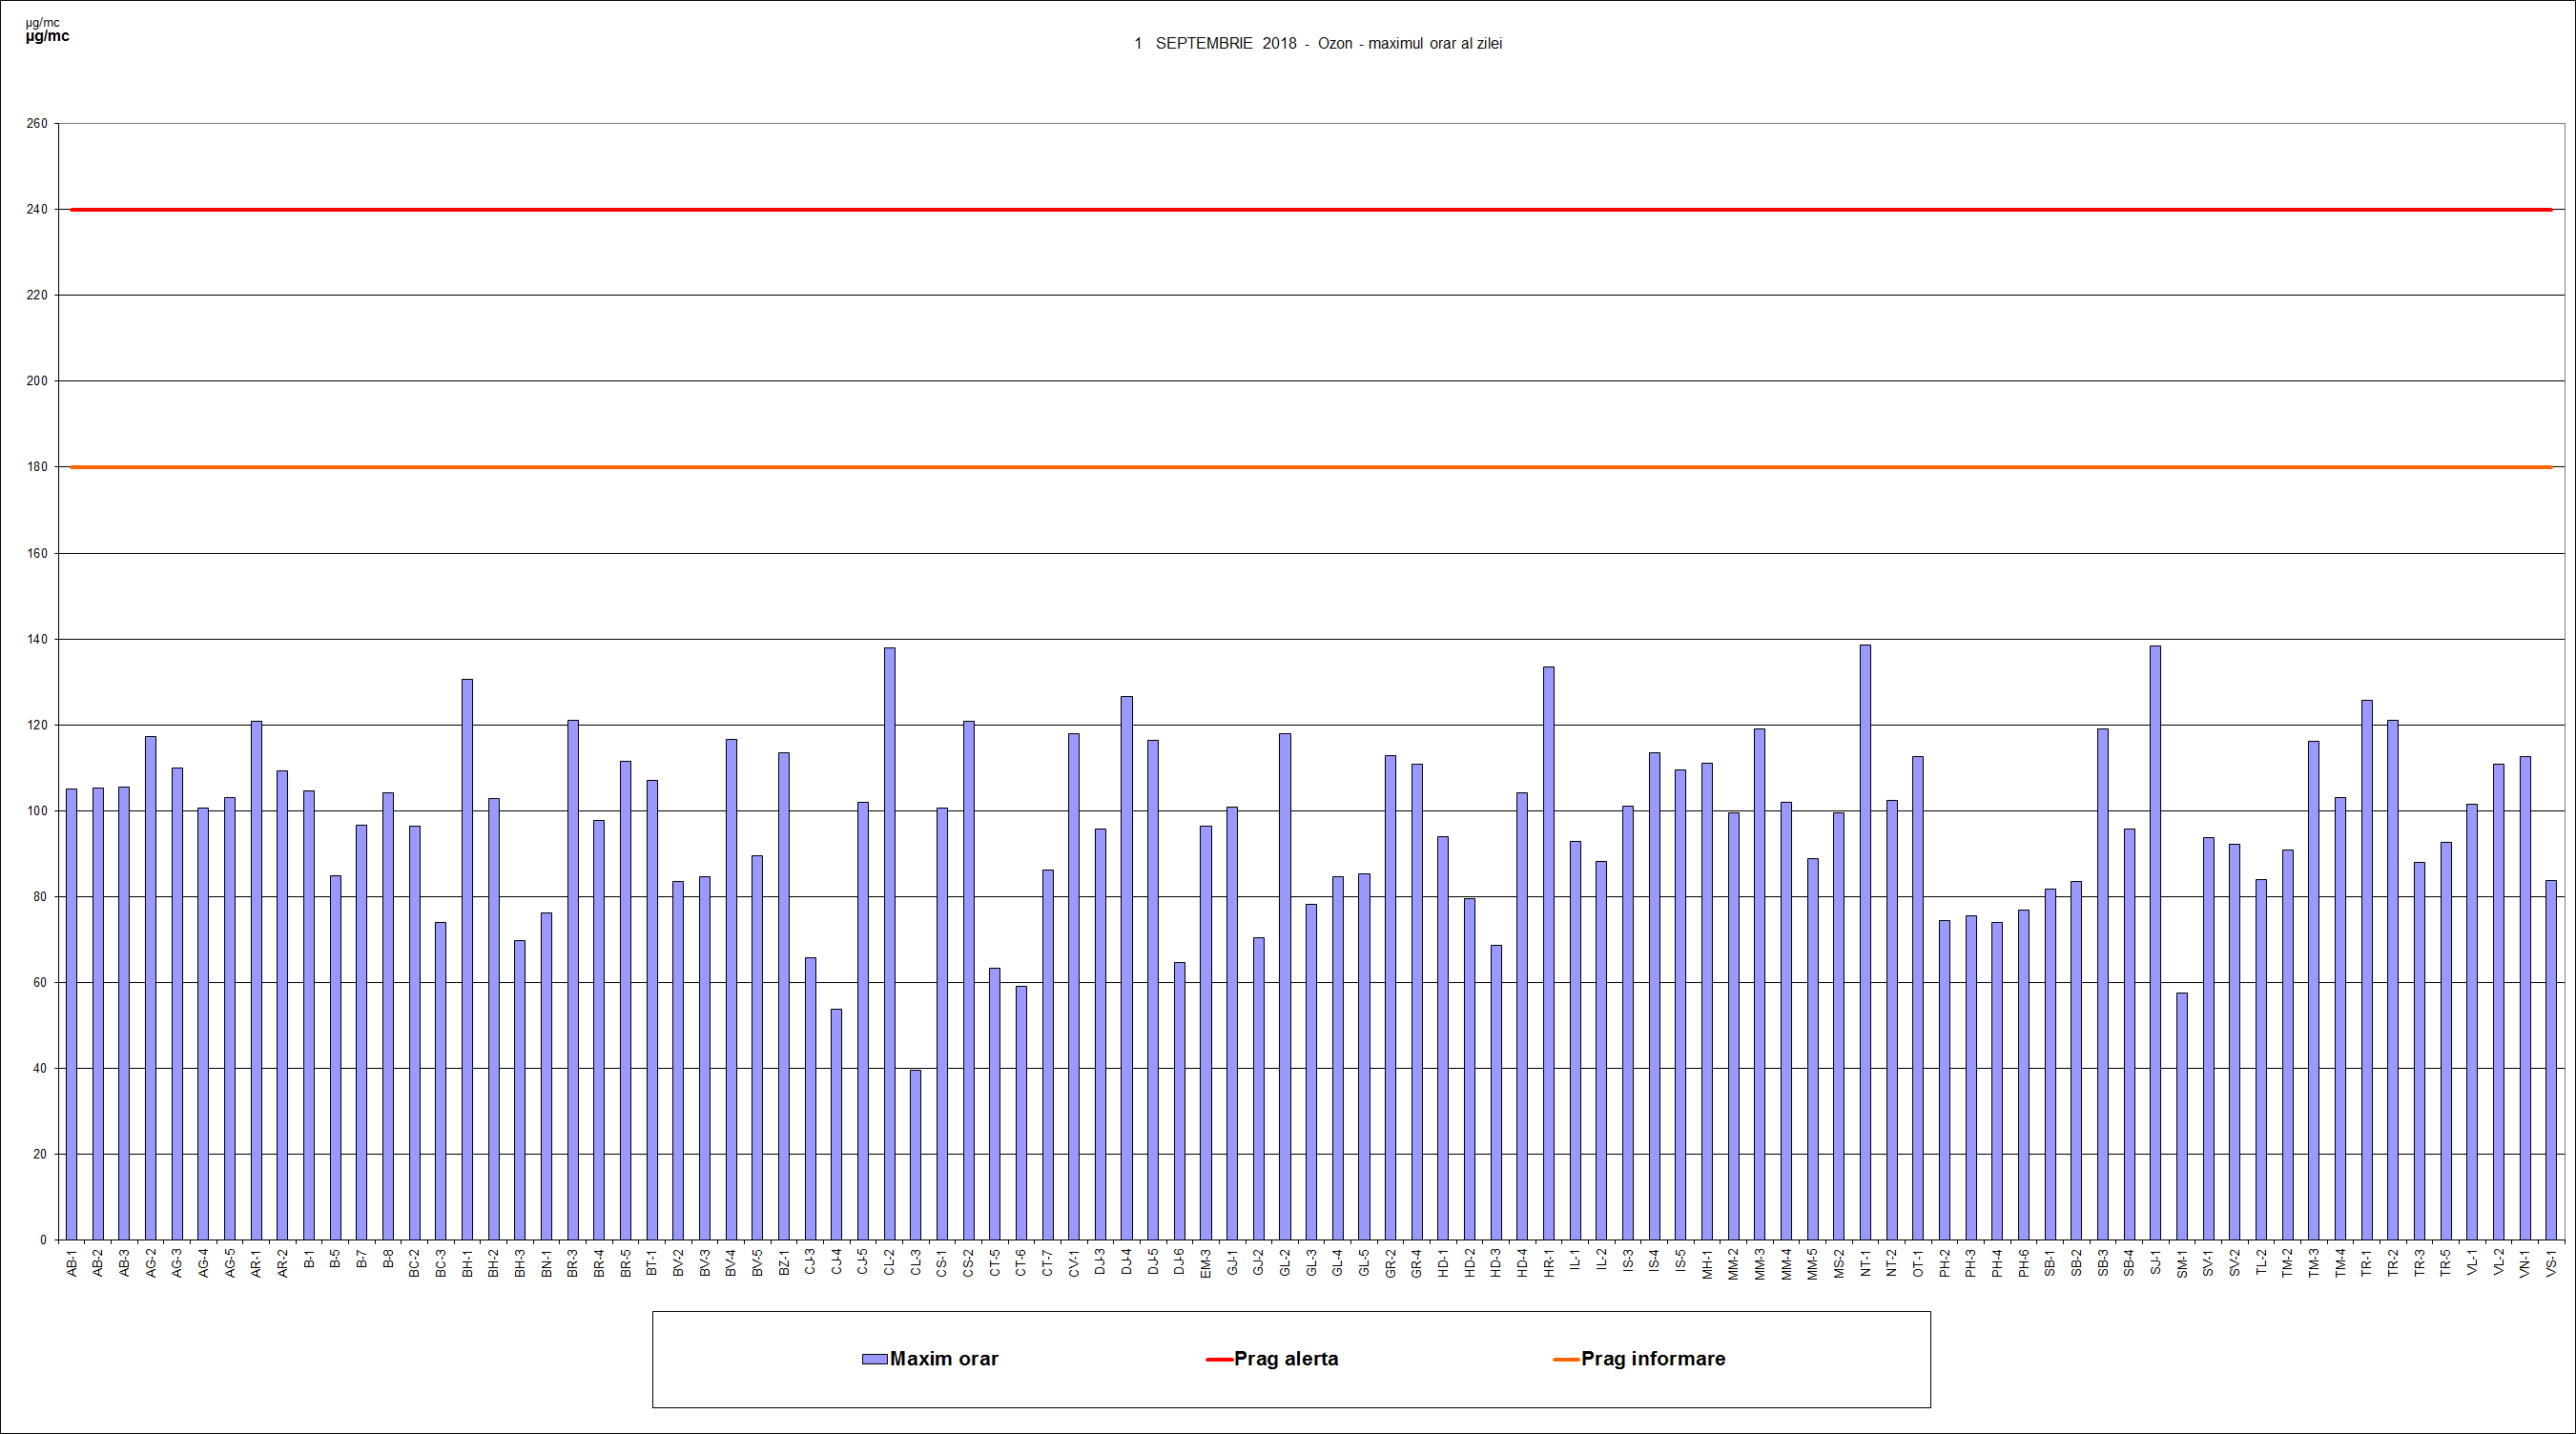 µg/mc
µg/mc
1 SEPTEMBRIE 2018 - Ozon - maximul orar al zilei
260
240
220
200
180
160
140
120
100
80
60
40
20
0
AB-1 AB-2 AB-3 AG-2 AG-3 AG-4 AG-5 AR-1 AR-2 B-1 B-5 B-7 B-8 BC-2 BC-3 BH-1 BH-2 BH-3 BN-1 BR-3 BR-4 BR-5 BT-1 BV-2 BV-3 BV-4 BV-5 BZ-1 CJ-3 CJ-4 CJ-5 CL-2 CL-3 CS-1 CS-2 CT-5 CT-6 CT-7 CV-1 DJ-3 DJ-4 DJ-5 DJ-6 EM-3 GJ-1 GJ-2 GL-2 GL-3 GL-4 GL-5 GR-2 GR-4 HD-1 HD-2 HD-3 HD-4 HR-1 IL-1 IL-2 IS-3 IS-4 IS-5 MH-1 MM-2 MM-3 MM-4 MM-5 MS-2 NT-1 NT-2 OT-1 PH-2 PH-3 PH-4 PH-6 SB-1 SB-2 SB-3 SB-4 SJ-1 SM-1 SV-1 SV-2 TL-2 TM-2 TM-3 TM-4 TR-1 TR-2 TR-3 TR-5 VL-1 VL-2 VN-1 VS-1
Maxim orar Prag alerta Prag informare